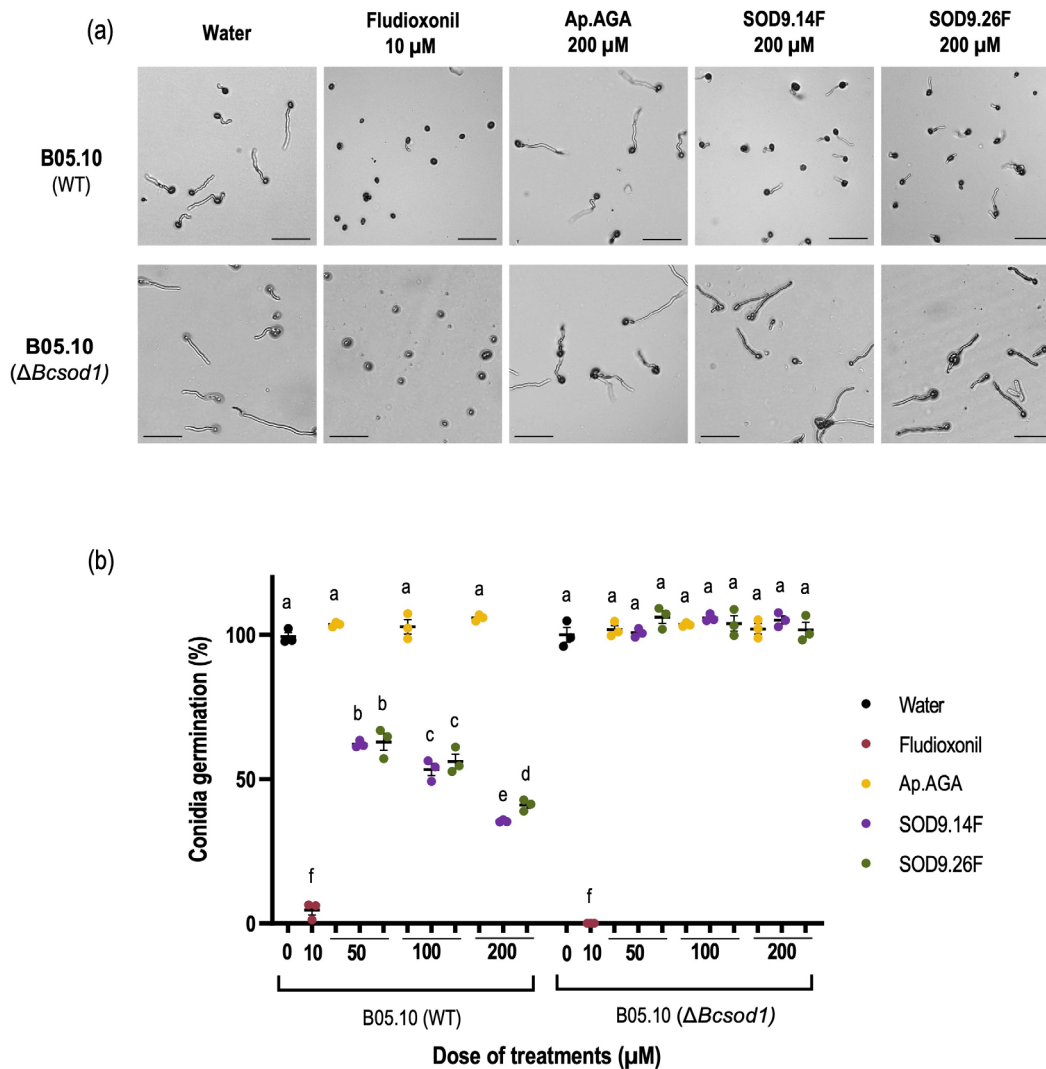 (a)
Water
Fludioxonil
10 µM
Ap.AGA
200 µM
SOD9.14F
200 µM
SOD9.26F
200 µM
B05.10
(WT)
B05.10
(ΔBcsod1)
(b)
Conidia germination (%)
100
50
0
a
f
a
b
b
a
c
c
a
e
d
a
f
a
a
a
a
a
a
a
a
a
0
10
50
100
200
0
10
50
100
200
B05.10 (WT)
B05.10 (ΔBcsod1)
Dose of treatments (µM)
Water
Fludioxonil
Ap.AGA
SOD9.14F
SOD9.26F